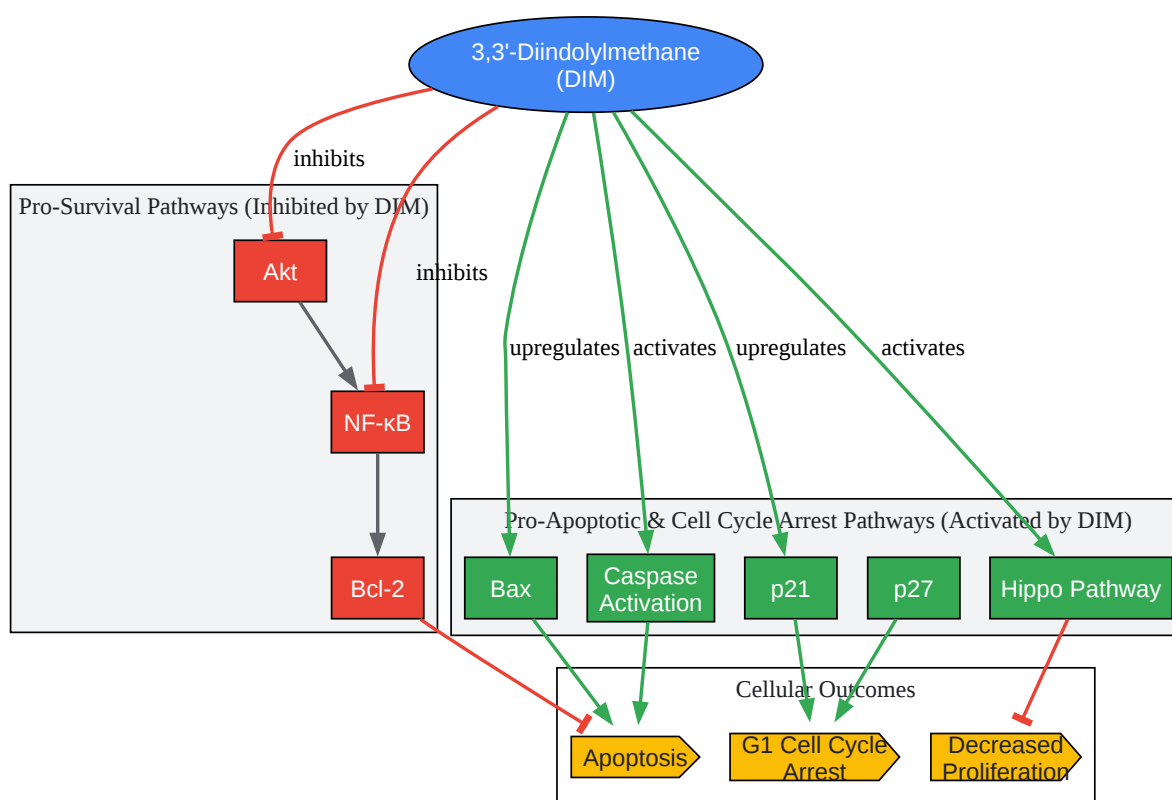 3,3'-Diindolylmethane
(DIM)
inhibits
Pro-Survival Pathways (Inhibited by DIM)
Akt
inhibits
upregulates
activates
upregulates
activates
NF-κB
Pro-Apoptotic & Cell Cycle Arrest Pathways (Activated by DIM)
Bcl-2
Bax
Caspase
Activation
p21
p27
Hippo Pathway
Cellular Outcomes
Apoptosis
G1 Cell Cycle
Arrest
Decreased
Proliferation